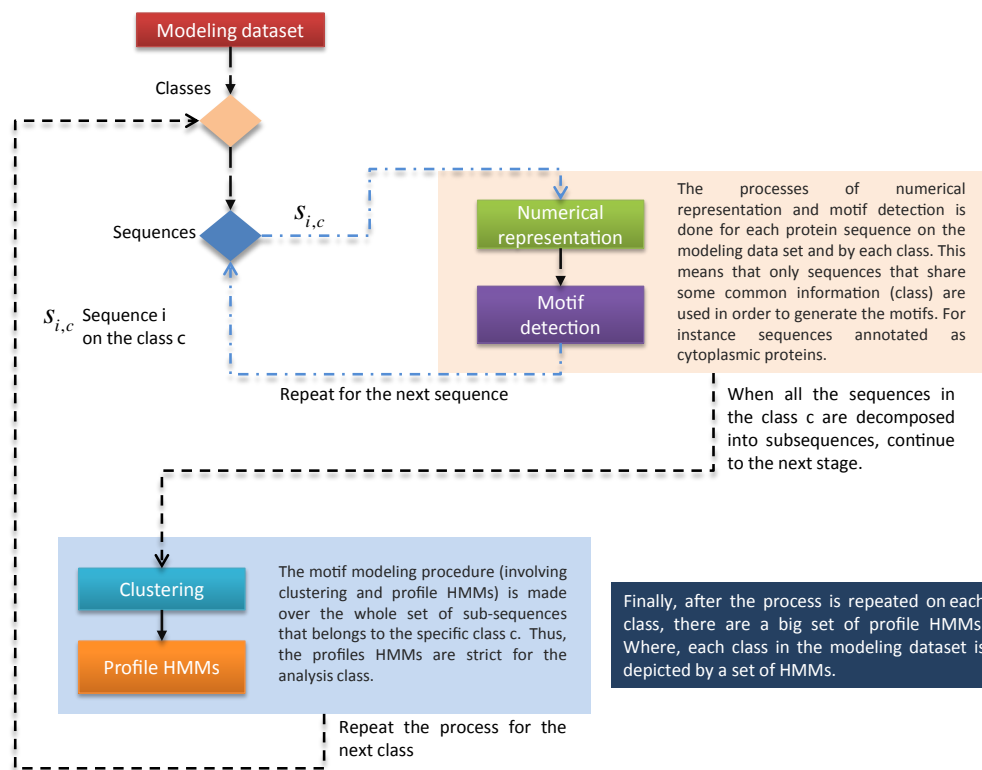 Modeling dataset
Classes
Sequences
s_{i,c}
s_{i,c} Sequence i
on the class c
Numerical
representation
Motif
detection
The processes of numerical
representation and motif detection is
done for each protein sequence on the
modeling data set and by each class. This
means that only sequences that share
some common information (class) are
used in order to generate the motifs. For
instance sequences annotated as
cytoplasmic proteins.
Repeat for the next sequence
When all the sequences in
the class c are decomposed
into subsequences, continue
to the next stage.
Clustering
Profile HMMs
The motif modeling procedure (involving
clustering and profile HMMs) is made
over the whole set of sub-sequences
that belongs to the specific class c. Thus,
the profiles HMMs are strict for the
analysis class.
Finally, after the process is repeated on each
class, there are a big set of profile HMMs
Where, each class in the modeling dataset is
depicted by a set of HMMs.
Repeat the process for the
next class